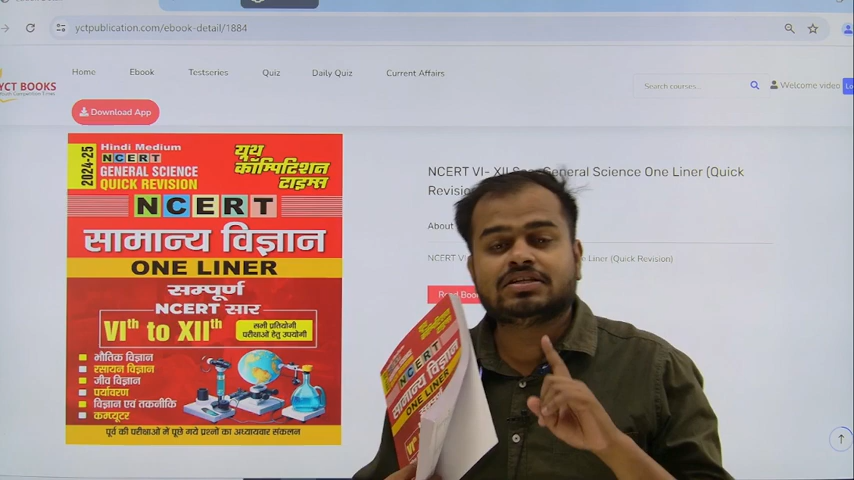 yctpublication.com/ebook-detail/1884
YCT BOOKS
Home
Ebook
Testseries
Quiz
Daily Quiz
Current Affairs
Search courses...
Welcome video
Download App
2024-25
Hindi Medium
NCERT
GENERAL SCIENCE
QUICK REVISION
यूथ
कॉम्पिटिशन
टाइम्स
NCERT
सामान्य विज्ञान
ONE LINER
सम्पूर्ण
NCERT सार
VIth to XIIth
सभी प्रतियोगी
परीक्षाओं हेतु उपयोगी
भौतिक विज्ञान
रसायन विज्ञान
जीव विज्ञान
पर्यावरण
विज्ञान एवं तकनीकि
कम्प्यूटर
पूर्व की परीक्षाओं में पूछे गये प्रश्नों का अध्यायवार संकलन
NCERT VI- XII General Science One Liner (Quick
About
Liner (Quick Revision)
Read
NCERT
सामान्य विज्ञान
ONE LINER